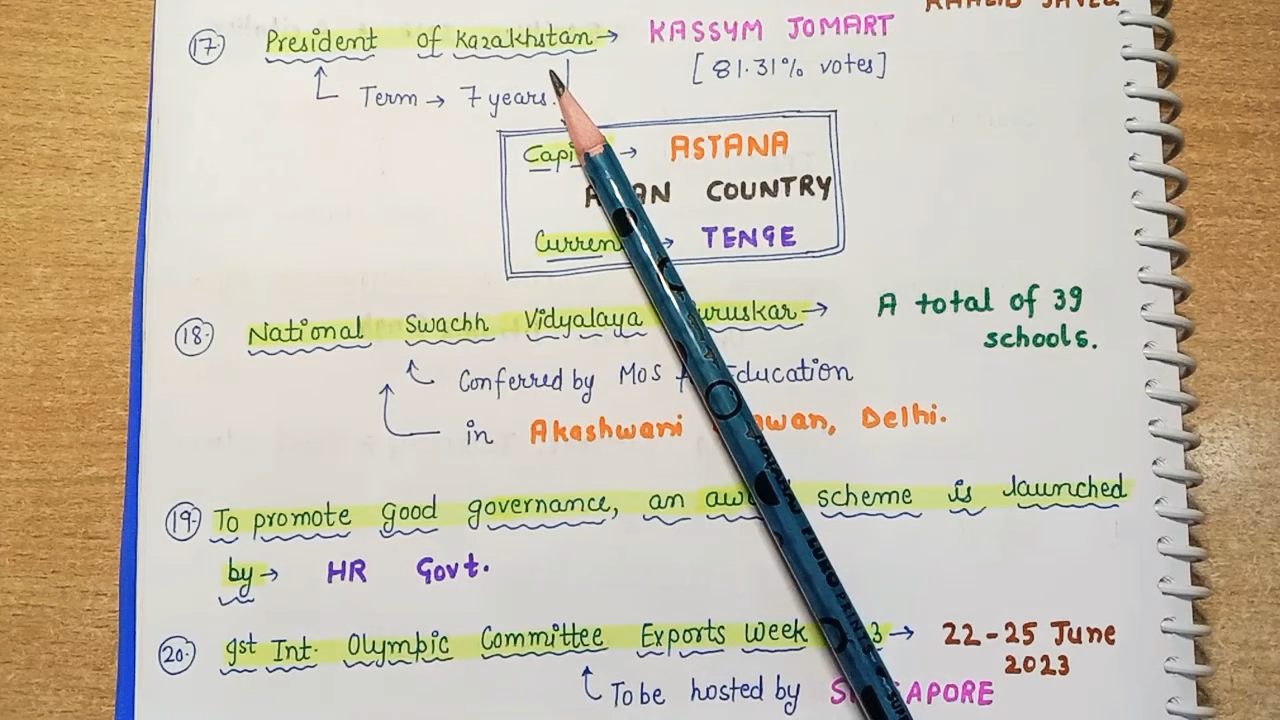 17. President of Kazakhstan → KASSYM JOMART
[81.31% votes]
Term → 7 years.
→ ASTANA
COUNTRY
→ TENGE
18. National Swachh Vidyalaya → A total of 39
schools.
Conferred by MoS Education
in Akashwani Delhi.
19. To promote good governance, an scheme is launched
by → HR Govt.
20. 1st Int. Olympic Committee Exports Week → 22-25 June
2023
To be hosted by